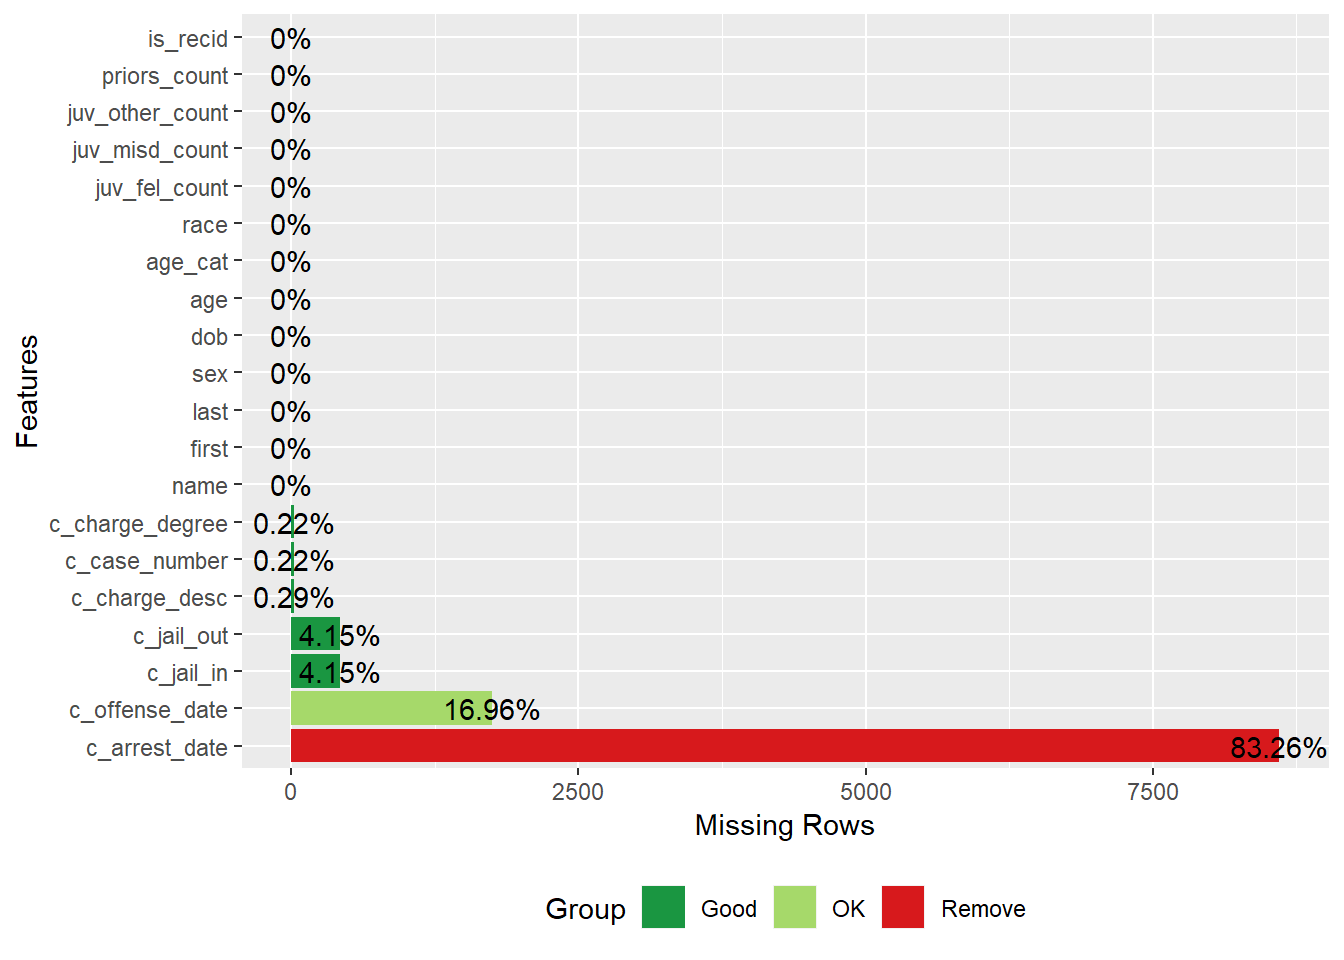 Features
is_recid 0%
priors_count 0%
juv_other_count 0%
juv_misd_count 0%
juv_fel_count 0%
race 0%
age_cat 0%
age 0%
dob 0%
sex 0%
last 0%
first 0%
name 0%
c_charge_degree 0.22%
c_case_number 0.22%
c_charge_desc 0.29%
c_jail_out 4.15%
c_jail_in 4.15%
c_offense_date 16.96%
c_arrest_date 83.26%
0 2500 5000 7500
Missing Rows
Group Good OK Remove